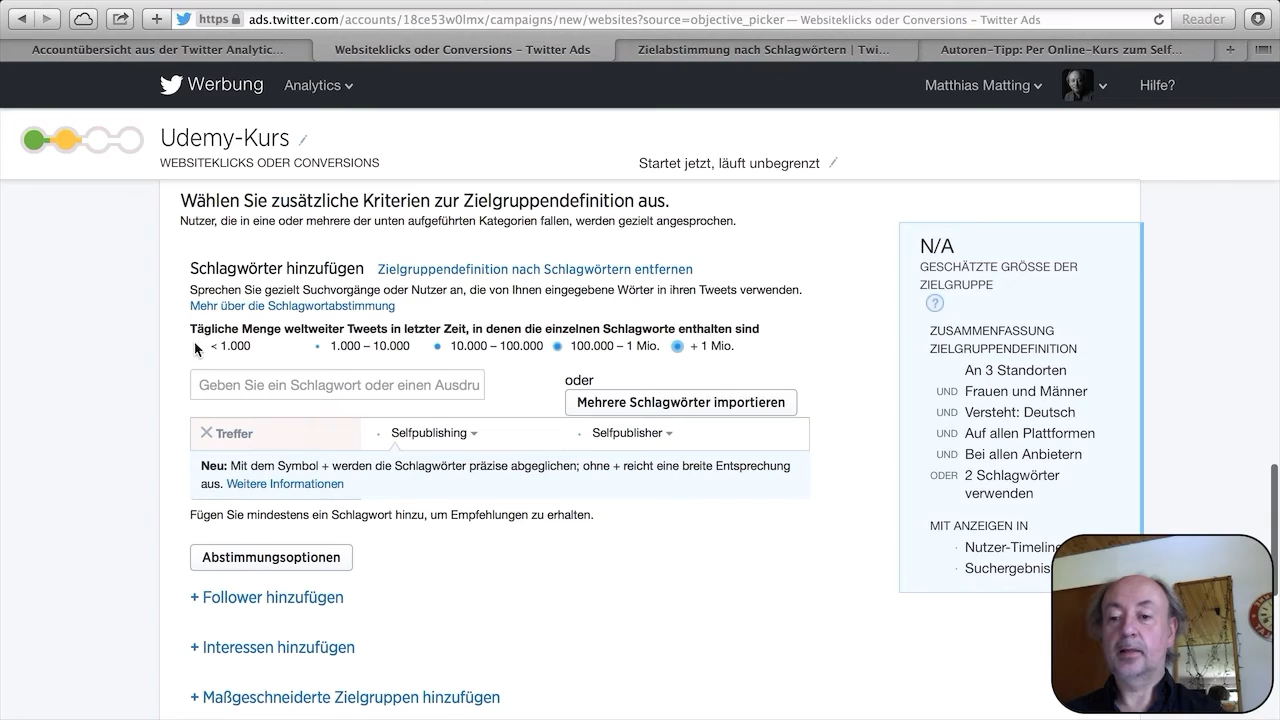 https ads.twitter.com/accounts/18ce53w0lmx/campaigns/new/websites?source=objective_picker — Websiteklicks oder Conversions – Twitter Ads
Reader
Accountübersicht aus der Twitter Analytic...
Websiteklicks oder Conversions – Twitter Ads
Zielabstimmung nach Schlagwörtern | Twi...
Autoren-Tipp: Per Online-Kurs zum Self...
Werbung Analytics
Matthias Matting
Hilfe?
Udemy-Kurs
WEBSITEKLICKS ODER CONVERSIONS
Startet jetzt, läuft unbegrenzt
Wählen Sie zusätzliche Kriterien zur Zielgruppendefinition aus.
Nutzer, die in eine oder mehrere der unten aufgeführten Kategorien fallen, werden gezielt angesprochen.
Schlagwörter hinzufügen Zielgruppendefinition nach Schlagwörtern entfernen
Sprechen Sie gezielt Suchvorgänge oder Nutzer an, die von Ihnen eingegebene Wörter in ihren Tweets verwenden.
Mehr über die Schlagwortabstimmung
Tägliche Menge weltweiter Tweets in letzter Zeit, in denen die einzelnen Schlagworte enthalten sind
< 1.000 1.000 – 10.000 10.000 – 100.000 100.000 – 1 Mio. + 1 Mio.
Geben Sie ein Schlagwort oder einen Ausdru
oder
Mehrere Schlagwörter importieren
Treffer Selfpublishing Selfpublisher
Neu: Mit dem Symbol + werden die Schlagwörter präzise abgeglichen; ohne + reicht eine breite Entsprechung
aus. Weitere Informationen
Fügen Sie mindestens ein Schlagwort hinzu, um Empfehlungen zu erhalten.
Abstimmungsoptionen
+ Follower hinzufügen
+ Interessen hinzufügen
+ Maßgeschneiderte Zielgruppen hinzufügen
N/A
GESCHÄTZTE GRÖSSE DER
ZIELGRUPPE
?
ZUSAMMENFASSUNG
ZIELGRUPPENDEFINITION
An 3 Standorten
UND Frauen und Männer
UND Versteht: Deutsch
UND Auf allen Plattformen
UND Bei allen Anbietern
ODER 2 Schlagwörter
verwenden
MIT ANZEIGEN IN
· Nutzer-Timeline
· Suchergebnis